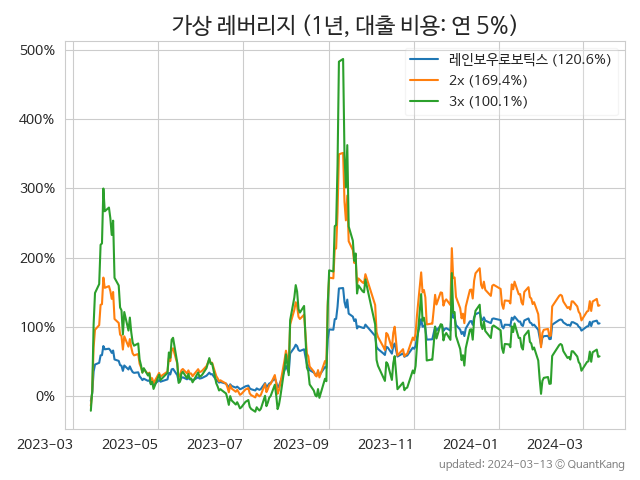 가상 레버리지 (1년, 대출 비용: 연 5%)
레인보우로보틱스 (120.6%)
2x (169.4%)
3x (100.1%)
500%
400%
300%
200%
100%
0%
2023-03 2023-05 2023-07 2023-09 2023-11 2024-01 2024-03
updated: 2024-03-13 © QuantKang